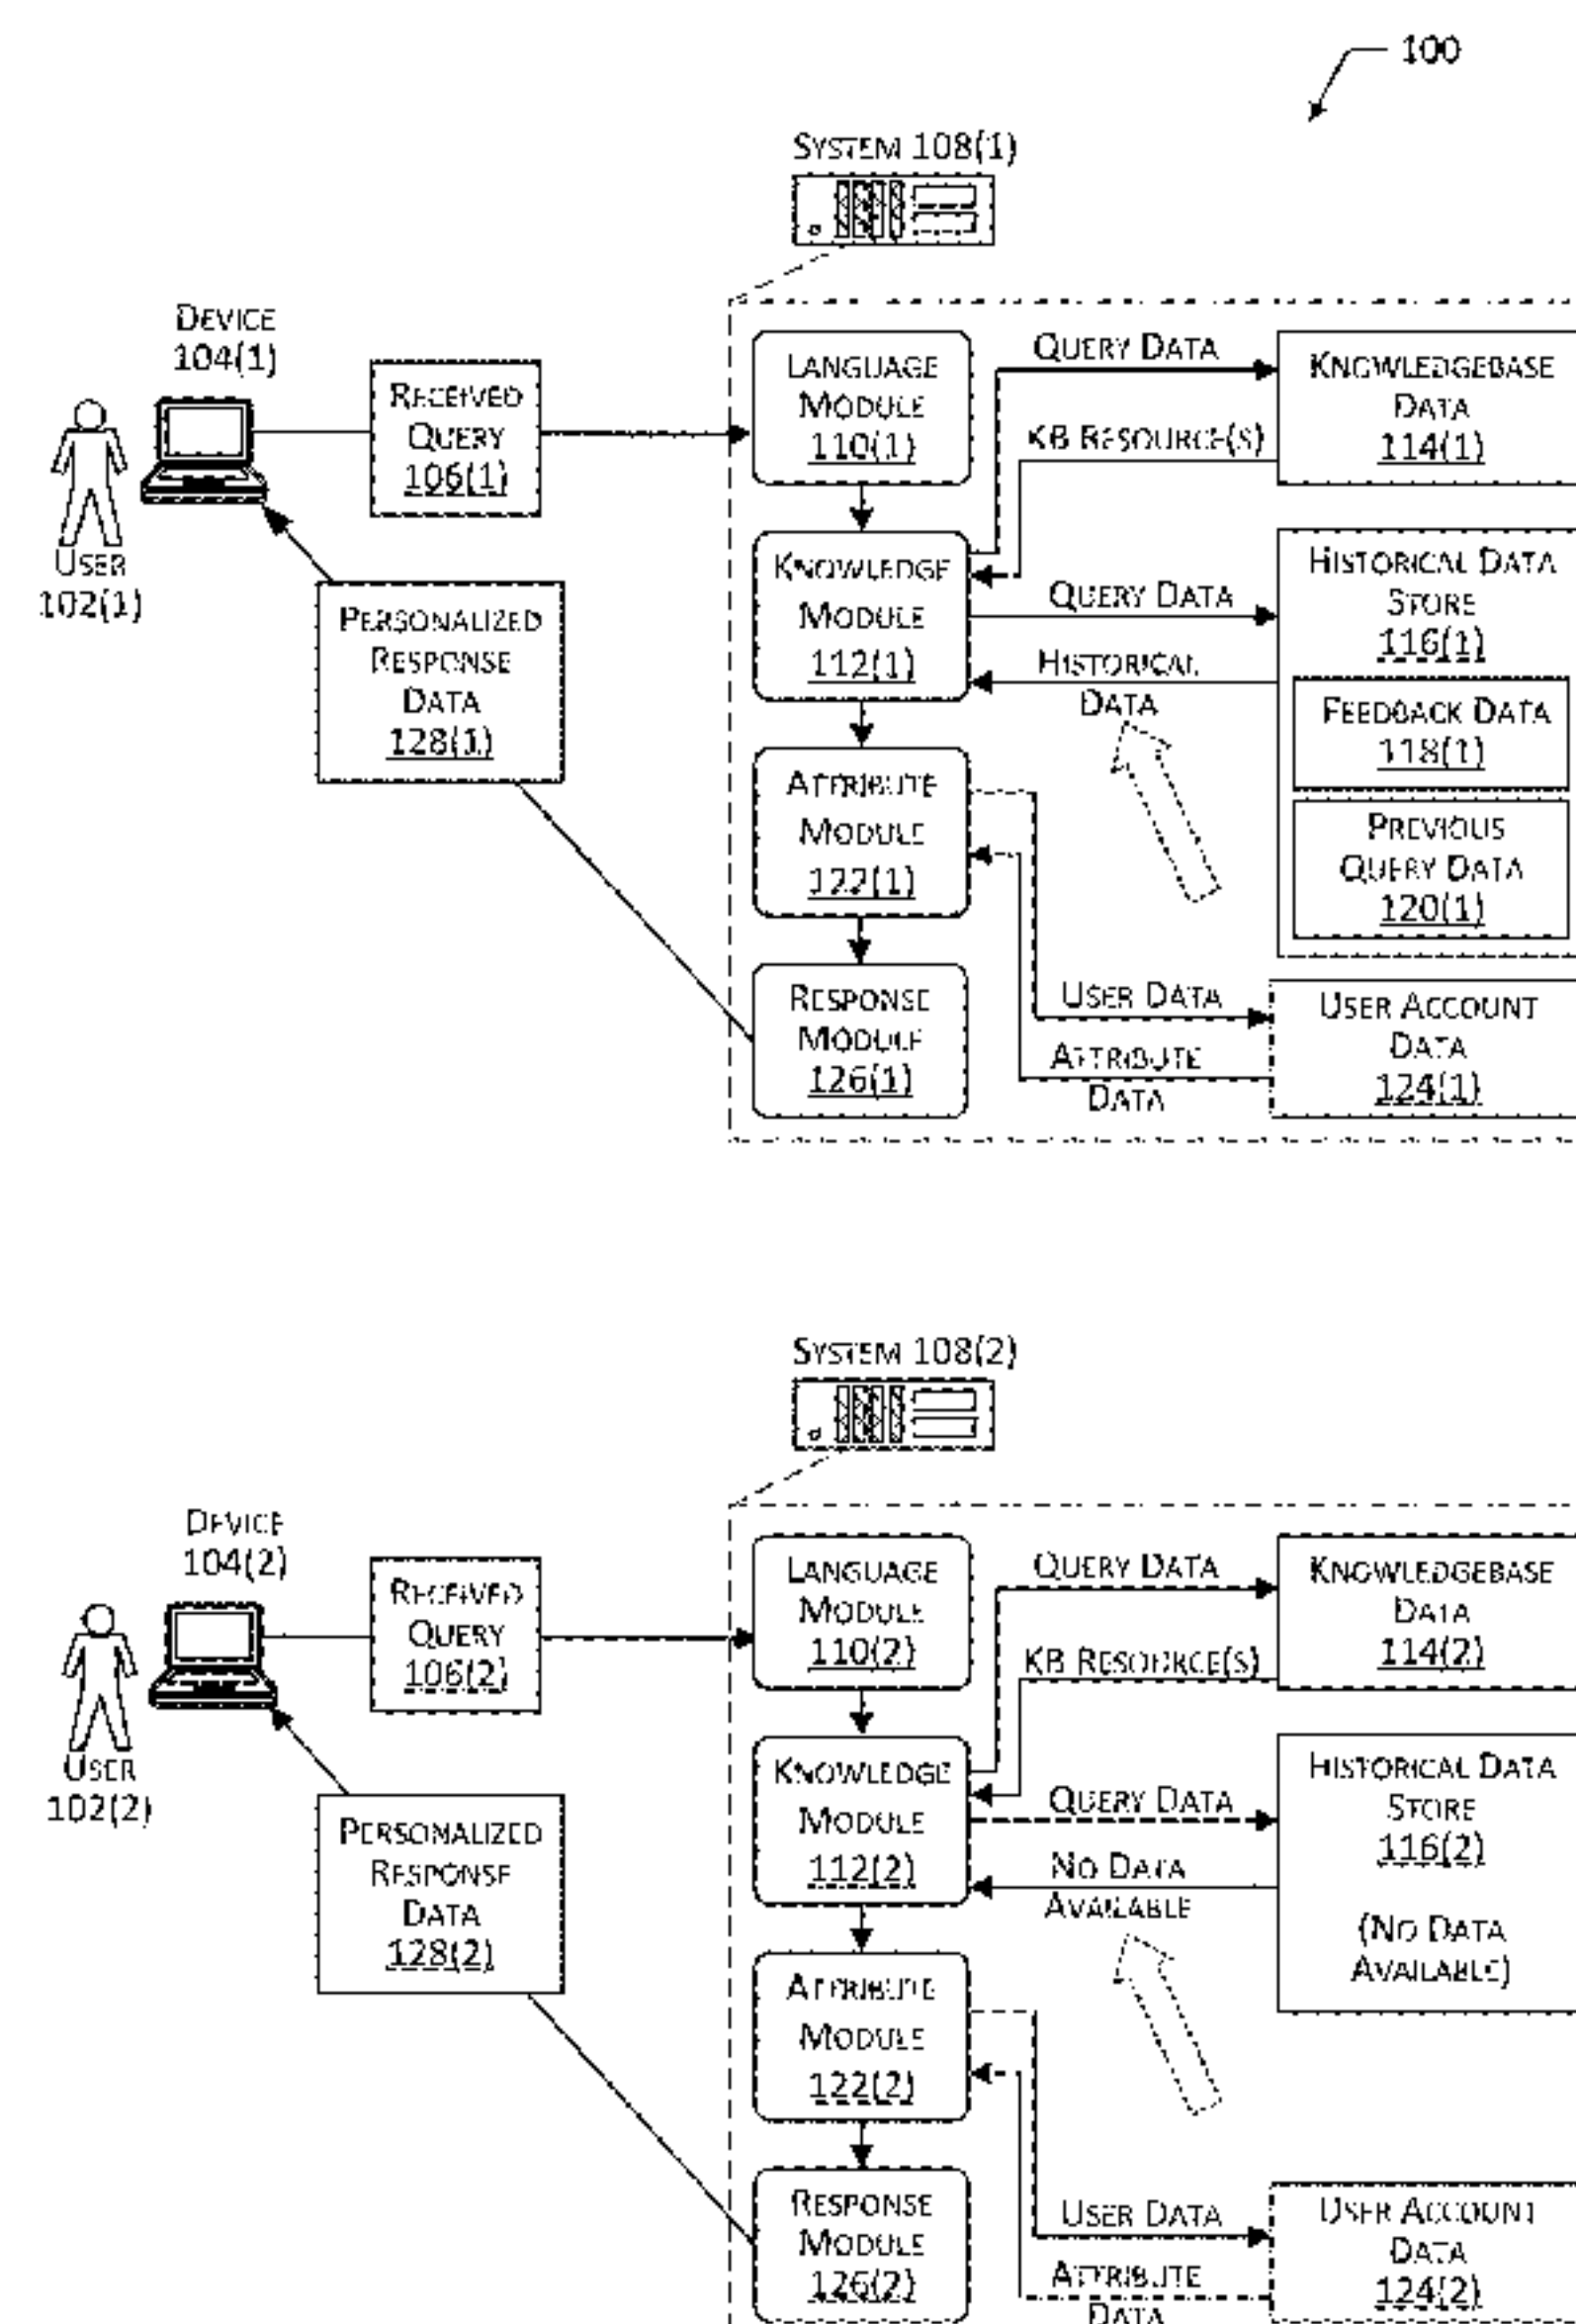 100
SYSTEM 108(1)
DEVICE
104(1)
USER
102(1)
RECEIVED
QUERY
106(1)
PERSONALIZED
RESPONSE
DATA
128(1)
LANGUAGE
MODULE
110(1)
QUERY DATA
KB RESOURCE(S)
KNOWLEDGEBASE
DATA
114(1)
KNOWLEDGE
MODULE
112(1)
QUERY DATA
HISTORICAL
DATA
HISTORICAL DATA
STORE
116(1)
FEEDBACK DATA
118(1)
PREVIOUS
QUERY DATA
120(1)
ATTRIBUTE
MODULE
122(1)
RESPONSE
MODULE
126(1)
USER DATA
ATTRIBUTE
DATA
USER ACCOUNT
DATA
124(1)
SYSTEM 108(2)
DEVICE
104(2)
USER
102(2)
RECEIVED
QUERY
106(2)
PERSONALIZED
RESPONSE
DATA
128(2)
LANGUAGE
MODULE
110(2)
QUERY DATA
KB RESOURCE(S)
KNOWLEDGEBASE
DATA
114(2)
KNOWLEDGE
MODULE
112(2)
QUERY DATA
NO DATA
AVAILABLE
HISTORICAL DATA
STORE
116(2)
(NO DATA
AVAILABLE)
ATTRIBUTE
MODULE
122(2)
RESPONSE
MODULE
126(2)
USER DATA
ATTRIBUTE
DATA
USER ACCOUNT
DATA
124(2)